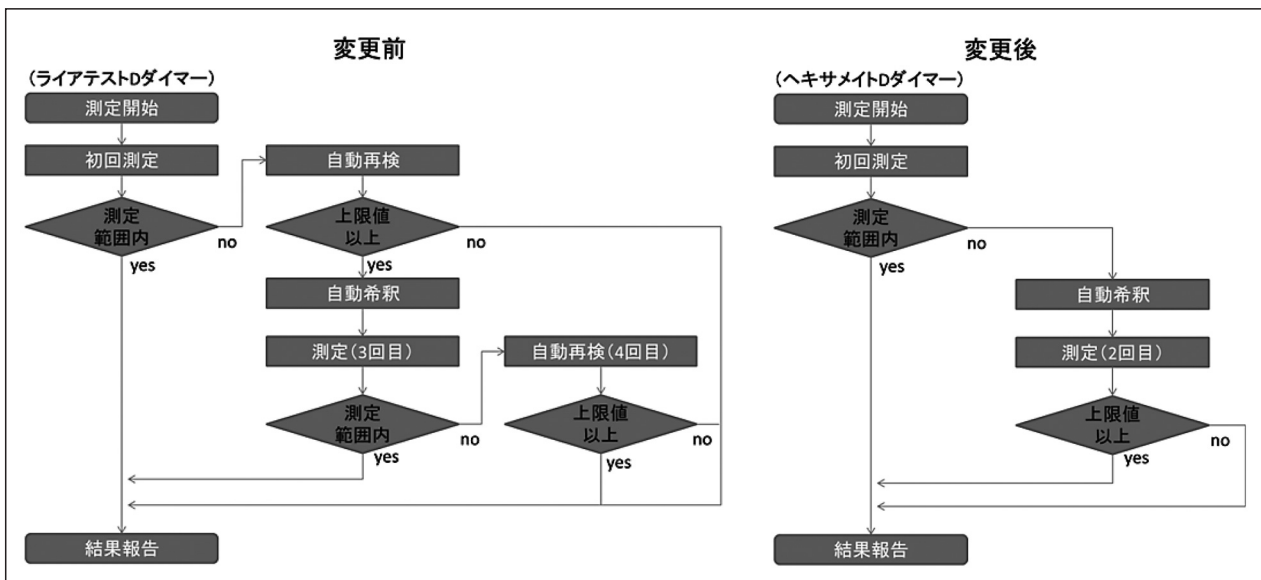 変更前
(ライアテストDダイマー)
測定開始
初回測定
測定
範囲内
no
yes
自動再検
上限値
以上
no
yes
自動希釈
測定(3回目)
測定
範囲内
no
yes
自動再検(4回目)
上限値
以上
no
yes
結果報告
変更後
(ヘキサメイトDダイマー)
測定開始
初回測定
測定
範囲内
no
yes
自動希釈
測定(2回目)
上限値
以上
no
yes
結果報告